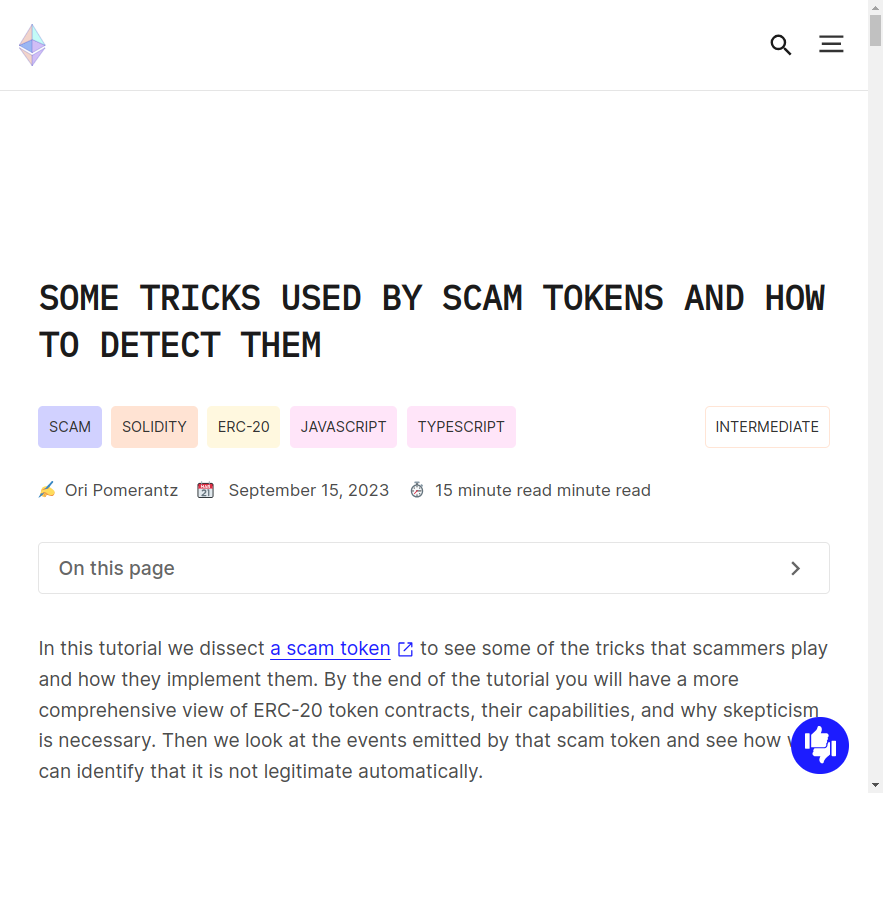 SOME TRICKS USED BY SCAM TOKENS AND HOW
TO DETECT THEM
SCAM SOLIDITY ERC-20 JAVASCRIPT TYPESCRIPT INTERMEDIATE
Ori Pomerantz September 15, 2023 15 minute read minute read
On this page
In this tutorial we dissect a scam token to see some of the tricks that scammers play
and how they implement them. By the end of the tutorial you will have a more
comprehensive view of ERC-20 token contracts, their capabilities, and why skepticism
is necessary. Then we look at the events emitted by that scam token and see how
can identify that it is not legitimate automatically.